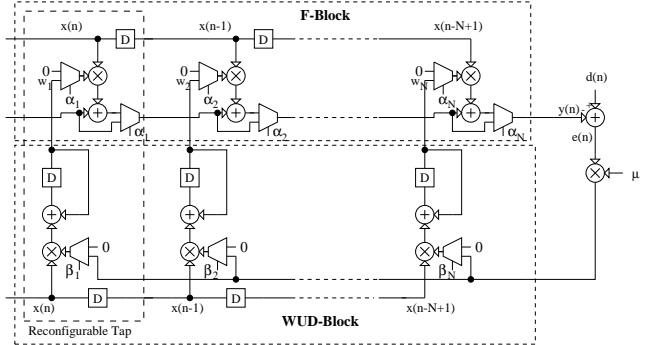 F-Block
x(n) x(n-1) x(n-N+1)
D D
0 0 0
w1 w2 wN
d(n)
α1 α2 αN
y(n) - +
α1 α2 αN
e(n)
μ
D D D
0 0 0
β1 β2 βN
D D
x(n) x(n-1) x(n-N+1)
WUD-Block
Reconfigurable Tap